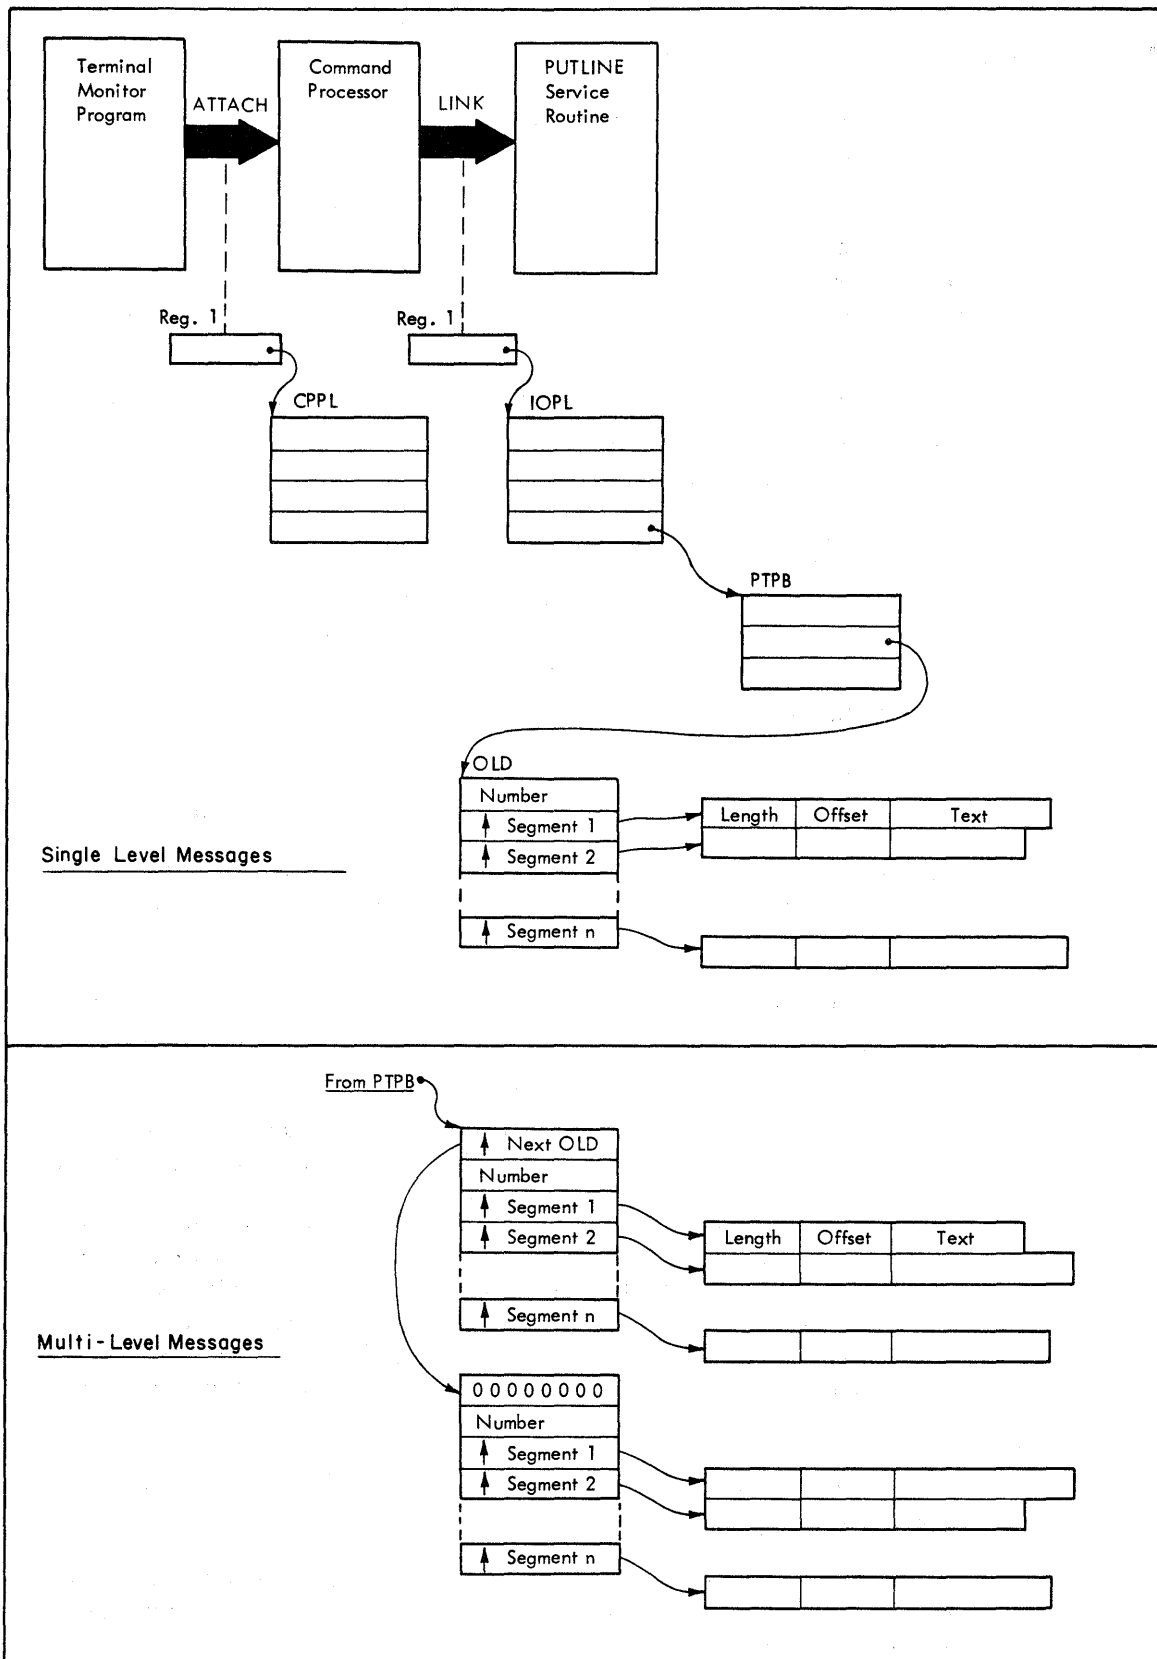 Terminal
Monitor
Program
ATTACH
Command
Processor
LINK
PUTLINE
Service
Routine
Reg. 1
Reg. 1
CPPL
IOPL
PTPB
OLD
Number
Segment 1
Length Offset Text
Segment 2
Single Level Messages
Segment n
From PTPB
Next OLD
Number
Segment 1
Segment 2
Length Offset Text
Segment n
Multi-Level Messages
00000000
Number
Segment 1
Segment 2
Segment n